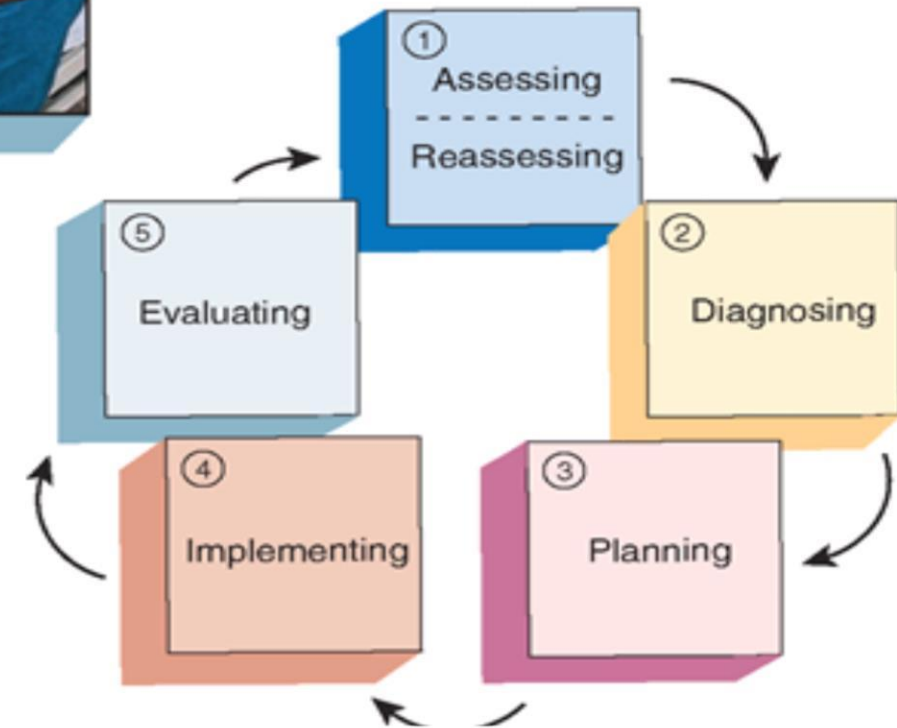 ①
Assessing
Reassessing
②
Diagnosing
③
Planning
④
Implementing
⑤
Evaluating